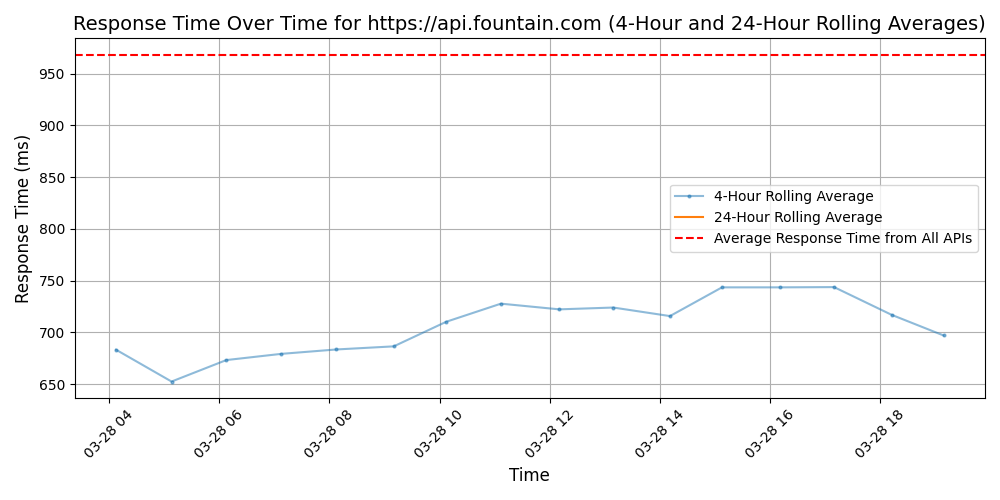 Response Time Over Time for https://api.fountain.com (4-Hour and 24-Hour Rolling Averages)
Response Time (ms)
950
900
850
800
750
700
650
4-Hour Rolling Average
24-Hour Rolling Average
Average Response Time from All APIs
03-28 04
03-28 06
03-28 08
03-28 10
03-28 12
03-28 14
03-28 16
03-28 18
Time